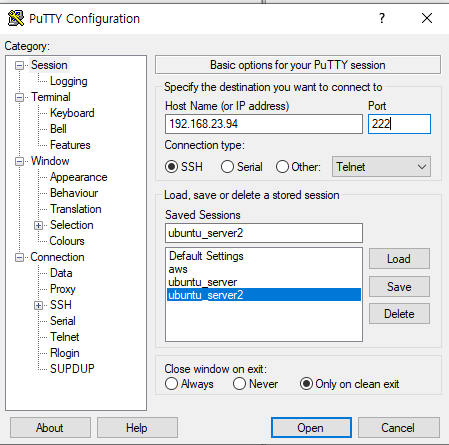 PuTTY Configuration
?
Category:
Session
Logging
Terminal
Keyboard
Bell
Features
Window
Appearance
Behaviour
Translation
Selection
Colours
Connection
Data
Proxy
SSH
Serial
Telnet
Rlogin
SUPDUP
Basic options for your PuTTY session
Specify the destination you want to connect to
Host Name (or IP address) Port
192.168.23.94 222
Connection type:
SSH Serial Other: Telnet
Load, save or delete a stored session
Saved Sessions
ubuntu_server2
Default Settings
aws
ubuntu_server
ubuntu_server2
Load
Save
Delete
Close window on exit:
Always Never Only on clean exit
About Help Open Cancel